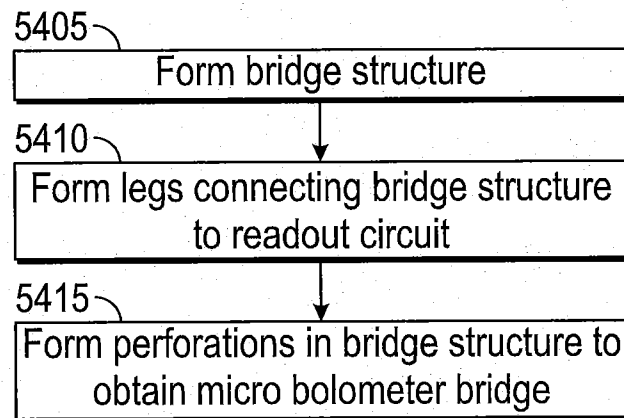 5405
Form bridge structure
5410
Form legs connecting bridge structure
to readout circuit
5415
Form perforations in bridge structure to
obtain micro bolometer bridge